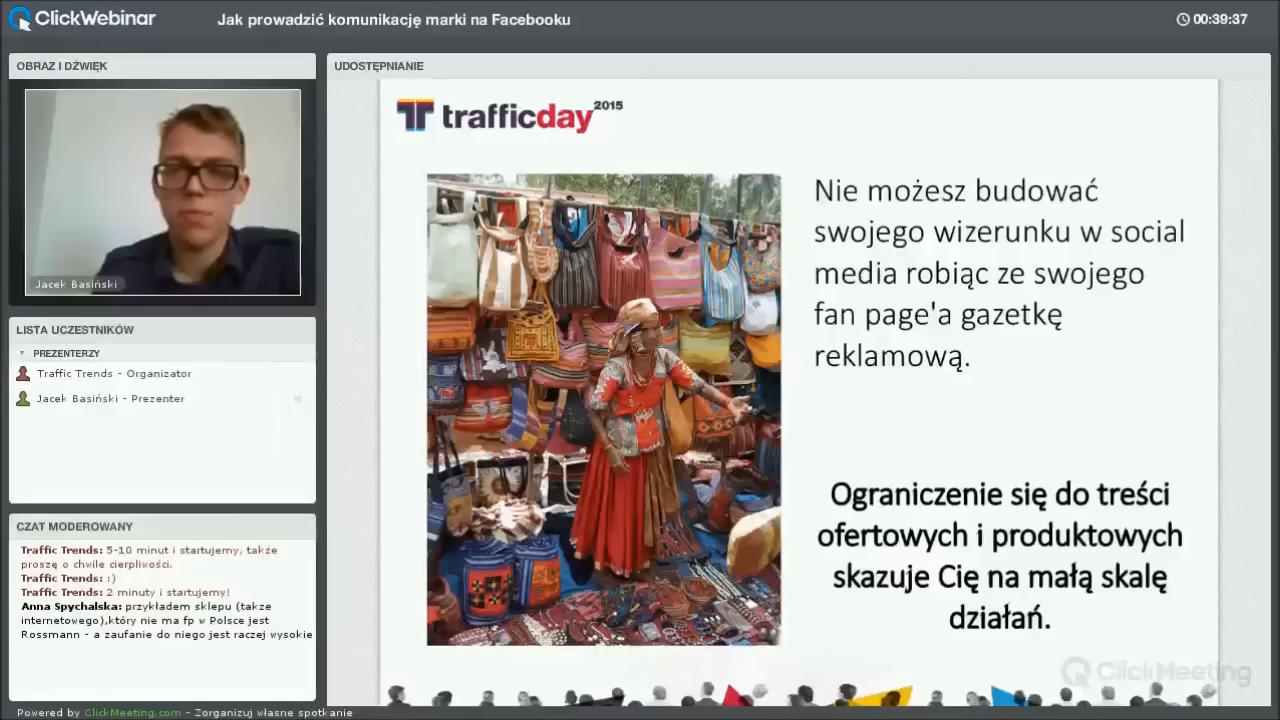 ClickWebinar
Jak prowadzić komunikację marki na Facebooku
00:39:37
OBRAZ I DŹWIĘK
Jacek Basiński
LISTA UCZESTNIKÓW
PREZENTERZY
Traffic Trends - Organizator
Jacek Basiński - Prezenter
CZAT MODEROWANY
Traffic Trends: 5-10 minut i startujemy, także
proszę o chwile cierpliwości.
Traffic Trends: :)
Traffic Trends: 2 minuty i startujemy!
Anna Spychalska: przykładem sklepu (takze
internetowego),który nie ma fp w Polsce jest
Rossmann - a zaufanie do niego jest raczej wysokie
UDOSTĘPNIANIE
trafficday 2015
Nie możesz budować
swojego wizerunku w social
media robiąc ze swojego
fan page'a gazetkę
reklamową.
Ograniczenie się do treści
ofertowych i produktowych
skazuje Cię na małą skalę
działań.
ClickMeeting
Powered by ClickMeeting.com - Zorganizuj własne spotkanie